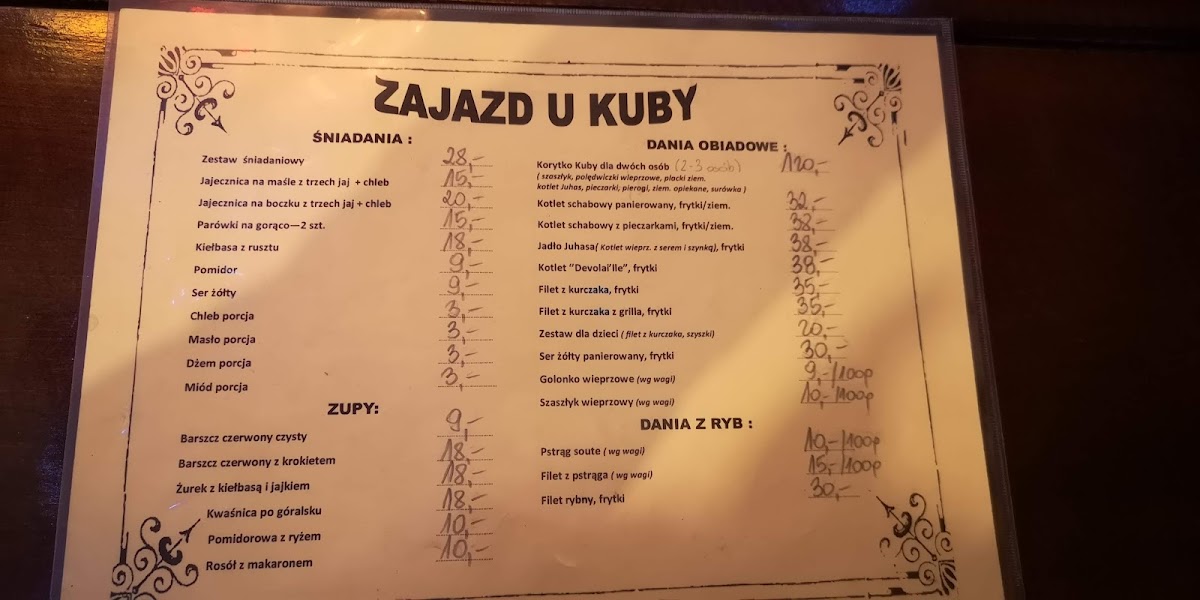 ZAJAZD U KUBY
ŚNIADANIA :
Zestaw śniadaniowy 28,-
Jajecznica na maśle z trzech jaj + chleb 15,-
Jajecznica na boczku z trzech jaj + chleb 20,-
Parówki na gorąco—2 szt. 15,-
Kiełbasa z rusztu 18,-
Pomidor 9,-
Ser żółty 9,-
Chleb porcja 3,-
Masło porcja 3,-
Dżem porcja 3,-
Miód porcja 3,-
ZUPY:
Barszcz czerwony czysty 9,-
Barszcz czerwony z krokietem 18,-
Żurek z kiełbasą i jajkiem 18,-
Kwaśnica po góralsku 18,-
Pomidorowa z ryżem 10,-
Rosół z makaronem 10,-
DANIA OBIADOWE :
Korytko Kuby dla dwóch osób (2-3 osób) 120,-
( szaszłyk, polędwiczki wieprzowe, placki ziem.
kotlet Juhas, pieczarki, pierogi, ziem. opiekane, surówka )
Kotlet schabowy panierowany, frytki/ziem. 32,-
Kotlet schabowy z pieczarkami, frytki/ziem. 38,-
Jadło Juhasa( Kotlet wieprz. z serem i szynką), frytki 38,-
Kotlet "Devolai'lle", frytki 38,-
Filet z kurczaka, frytki 35,-
Filet z kurczaka z grilla, frytki 35,-
Zestaw dla dzieci ( filet z kurczaka, szyszki) 20,-
Ser żółty panierowany, frytki 30,-
Golonko wieprzowe (wg wagi) 9,-/100p
Szaszłyk wieprzowy (wg wagi) 10,-/100p
DANIA Z RYB :
Pstrąg soute ( wg wagi) 10,-/100p
Filet z pstrąga ( wg wagi) 15,-/100p
Filet rybny, frytki 30,-